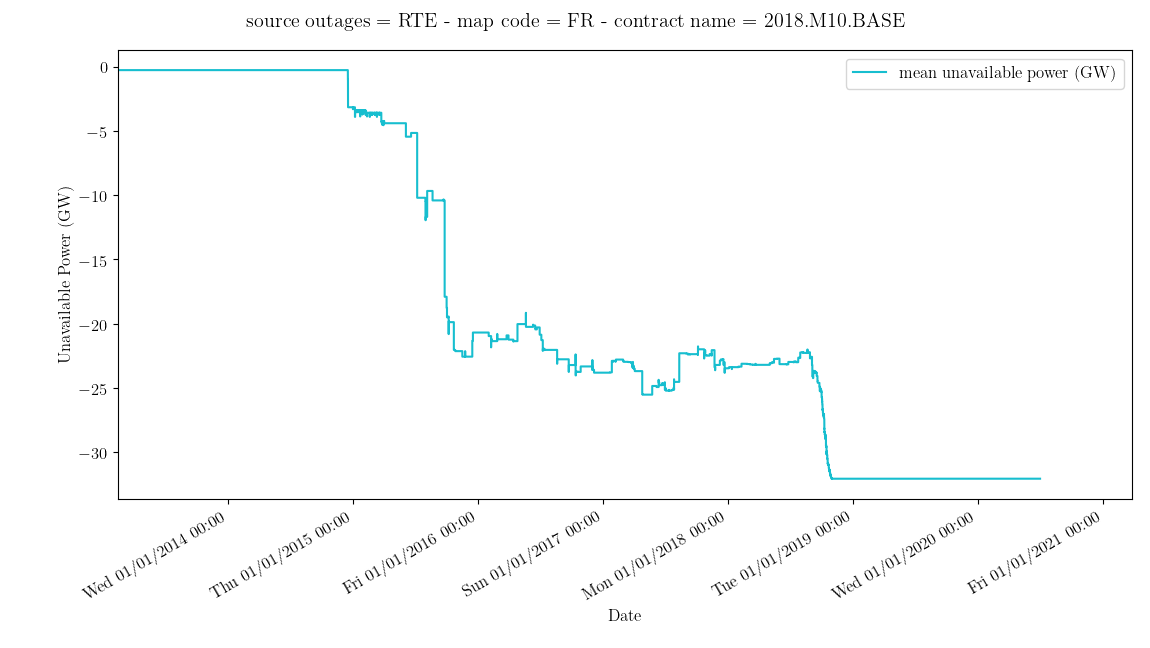 source outages = RTE - map code = FR - contract name = 2018.M10.BASE
mean unavailable power (GW)
Unavailable Power (GW)
0
−5
−10
−15
−20
−25
−30
Wed 01/01/2014 00:00
Thu 01/01/2015 00:00
Fri 01/01/2016 00:00
Sun 01/01/2017 00:00
Mon 01/01/2018 00:00
Tue 01/01/2019 00:00
Wed 01/01/2020 00:00
Fri 01/01/2021 00:00
Date